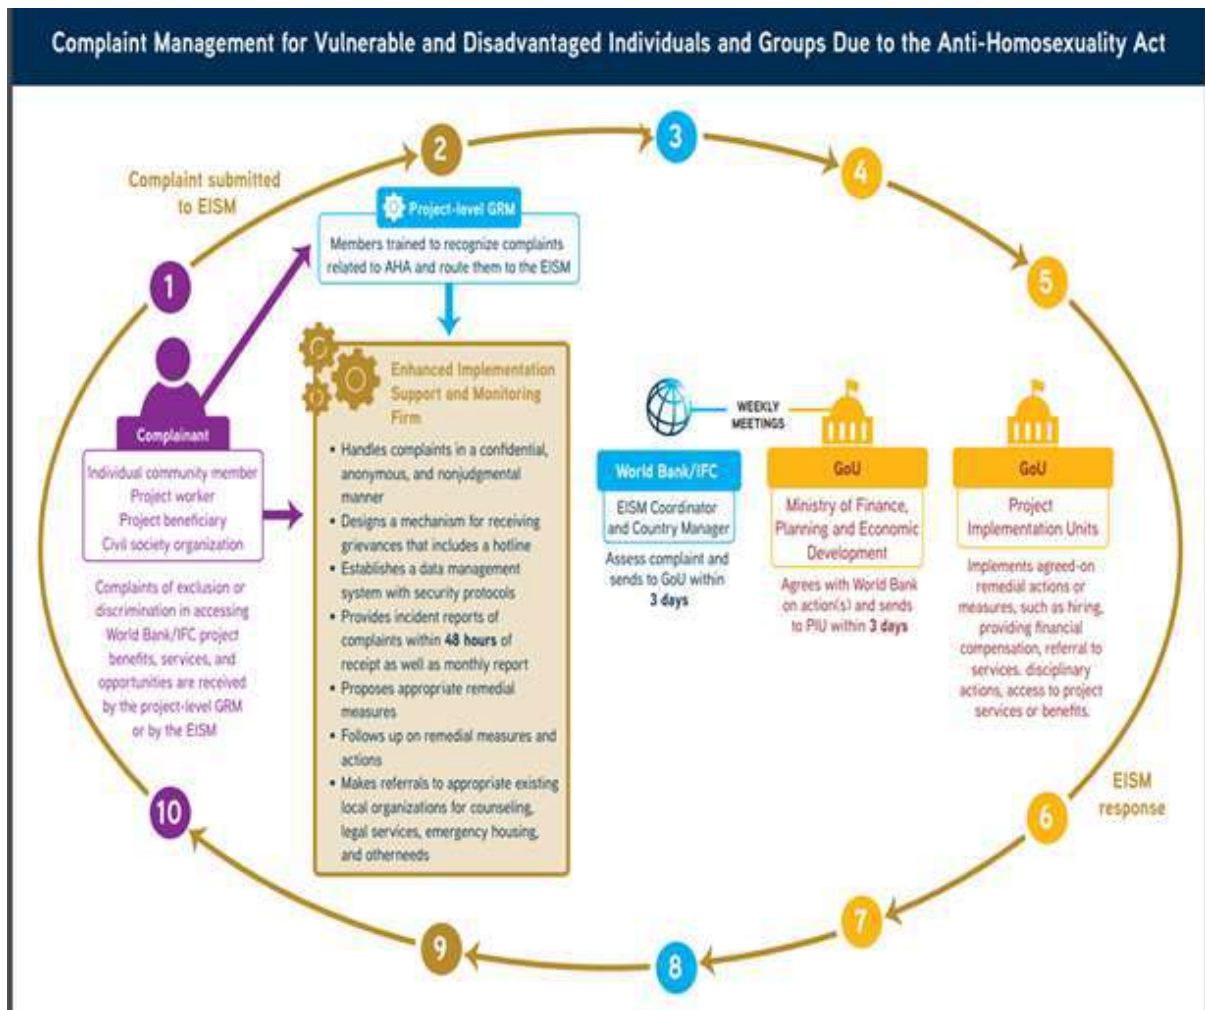 Complaint Management for Vulnerable and Disadvantaged Individuals and Groups Due to the Anti-Homosexuality Act
1
2
3
4
5
Complaint submitted
to EISM
Project-level GRM
Members trained to recognize complaints
related to AHA and route them to the EISM
Complainant
Individual community member
Project worker
Project beneficiary
Civil society organization
Complaints of exclusion or
discrimination in accessing
World Bank/IFC project
benefits, services, and
opportunities are received
by the project-level GRM
or by the EISM
Enhanced Implementation
Support and Monitoring
Firm
• Handles complaints in a confidential,
anonymous, and nonjudgmental
manner
• Designs a mechanism for receiving
grievances that includes a hotline
• Establishes a data management
system with security protocols
• Provides incident reports of
complaints within 48 hours of
receipt as well as monthly report
• Proposes appropriate remedial
measures
• Follows up on remedial measures and
actions
• Makes referrals to appropriate existing
local organizations for counseling,
legal services, emergency housing,
and otherneeds
WEEKLY
MEETINGS
World Bank/IFC
EISM Coordinator
and Country Manager
Assess complaint and
sends to GoU within
3 days
GoU
Ministry of Finance,
Planning and Economic
Development
Agrees with World Bank
on action(s) and sends
to PIU within 3 days
GoU
Project
Implementation Units
Implements agreed-on
remedial actions or
measures, such as hiring,
providing financial
compensation, referral to
services. disciplinary
actions, access to project
services or benefits.
EISM
response
6
7
8
9
10